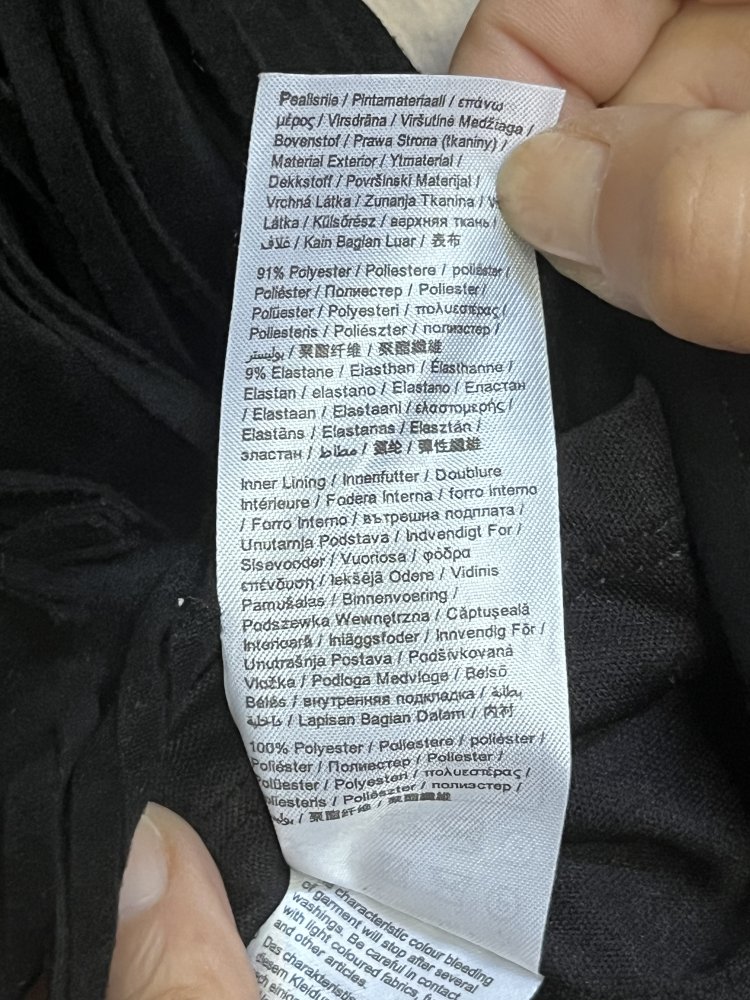 Pealisriie / Pintamateriaali / επάνω
μέρος / Virsdrāna / Viršutinė Medžiaga /
Bovenstof / Prawa Strona (tkaniny) /
Material Exterior / Ytmaterial /
Dekkstoff / Površinski Materijal /
Vrchná Látka / Zunanja Tkanina /
Látka / Külsőrész / верхняя ткань /
غلاف / Kain Bagian Luar / 表布
91% Polyester / Poliestere / poliéster /
Poliéster / Полиестер / Poliester /
Polüester / Polyesteri / πολυεστέρας /
Poliesteris / Poliészter / полиэстер /
بوليستر / 聚酯纤维 / 聚酯纖維
9% Elastane / Elasthan / Élasthanne /
Elastan / elastano / Elastano / Еластан
/ Elastaan / Elastaani / ελαστομερής /
Elastāns / Elastanas / Elasztán /
эластан / مطاط / 氨纶 / 彈性纖維
Inner Lining / Innenfutter / Doublure
Intérieure / Fodera Interna / forro interno
/ Forro Interno / вътрешна подплата /
Unutarnja Podstava / Indvendigt For /
Sisevooder / Vuoriosa / φόδρα
επένδυση / Iekšējā Odere / Vidinis
Pamušalas / Binnenvoering /
Podszewka Wewnętrzna / Căptușeală
Interioară / Inläggsfoder / Innvendig Fôr /
Unutrašnja Postava / Podšívkovaná
Vložka / Podloga Medvloge / Belső
Bélés / внутренняя подкладка / بطانة
داخلية / Lapisan Bagian Dalam / 内衬
100% Polyester / Poliestere / poliéster /
Poliéster / Полиестер / Poliester /
Polüester / Polyesteri / πολυεστέρας /
Poliesteris / Poliészter / полиэстер /
/ 聚酯纤维 / 聚酯纖維
characteristic colour bleeding
of garment will stop after several
washings. Be careful in contact
with light coloured fabrics,
and other articles.
Das charakteristi
diesem Kleidu